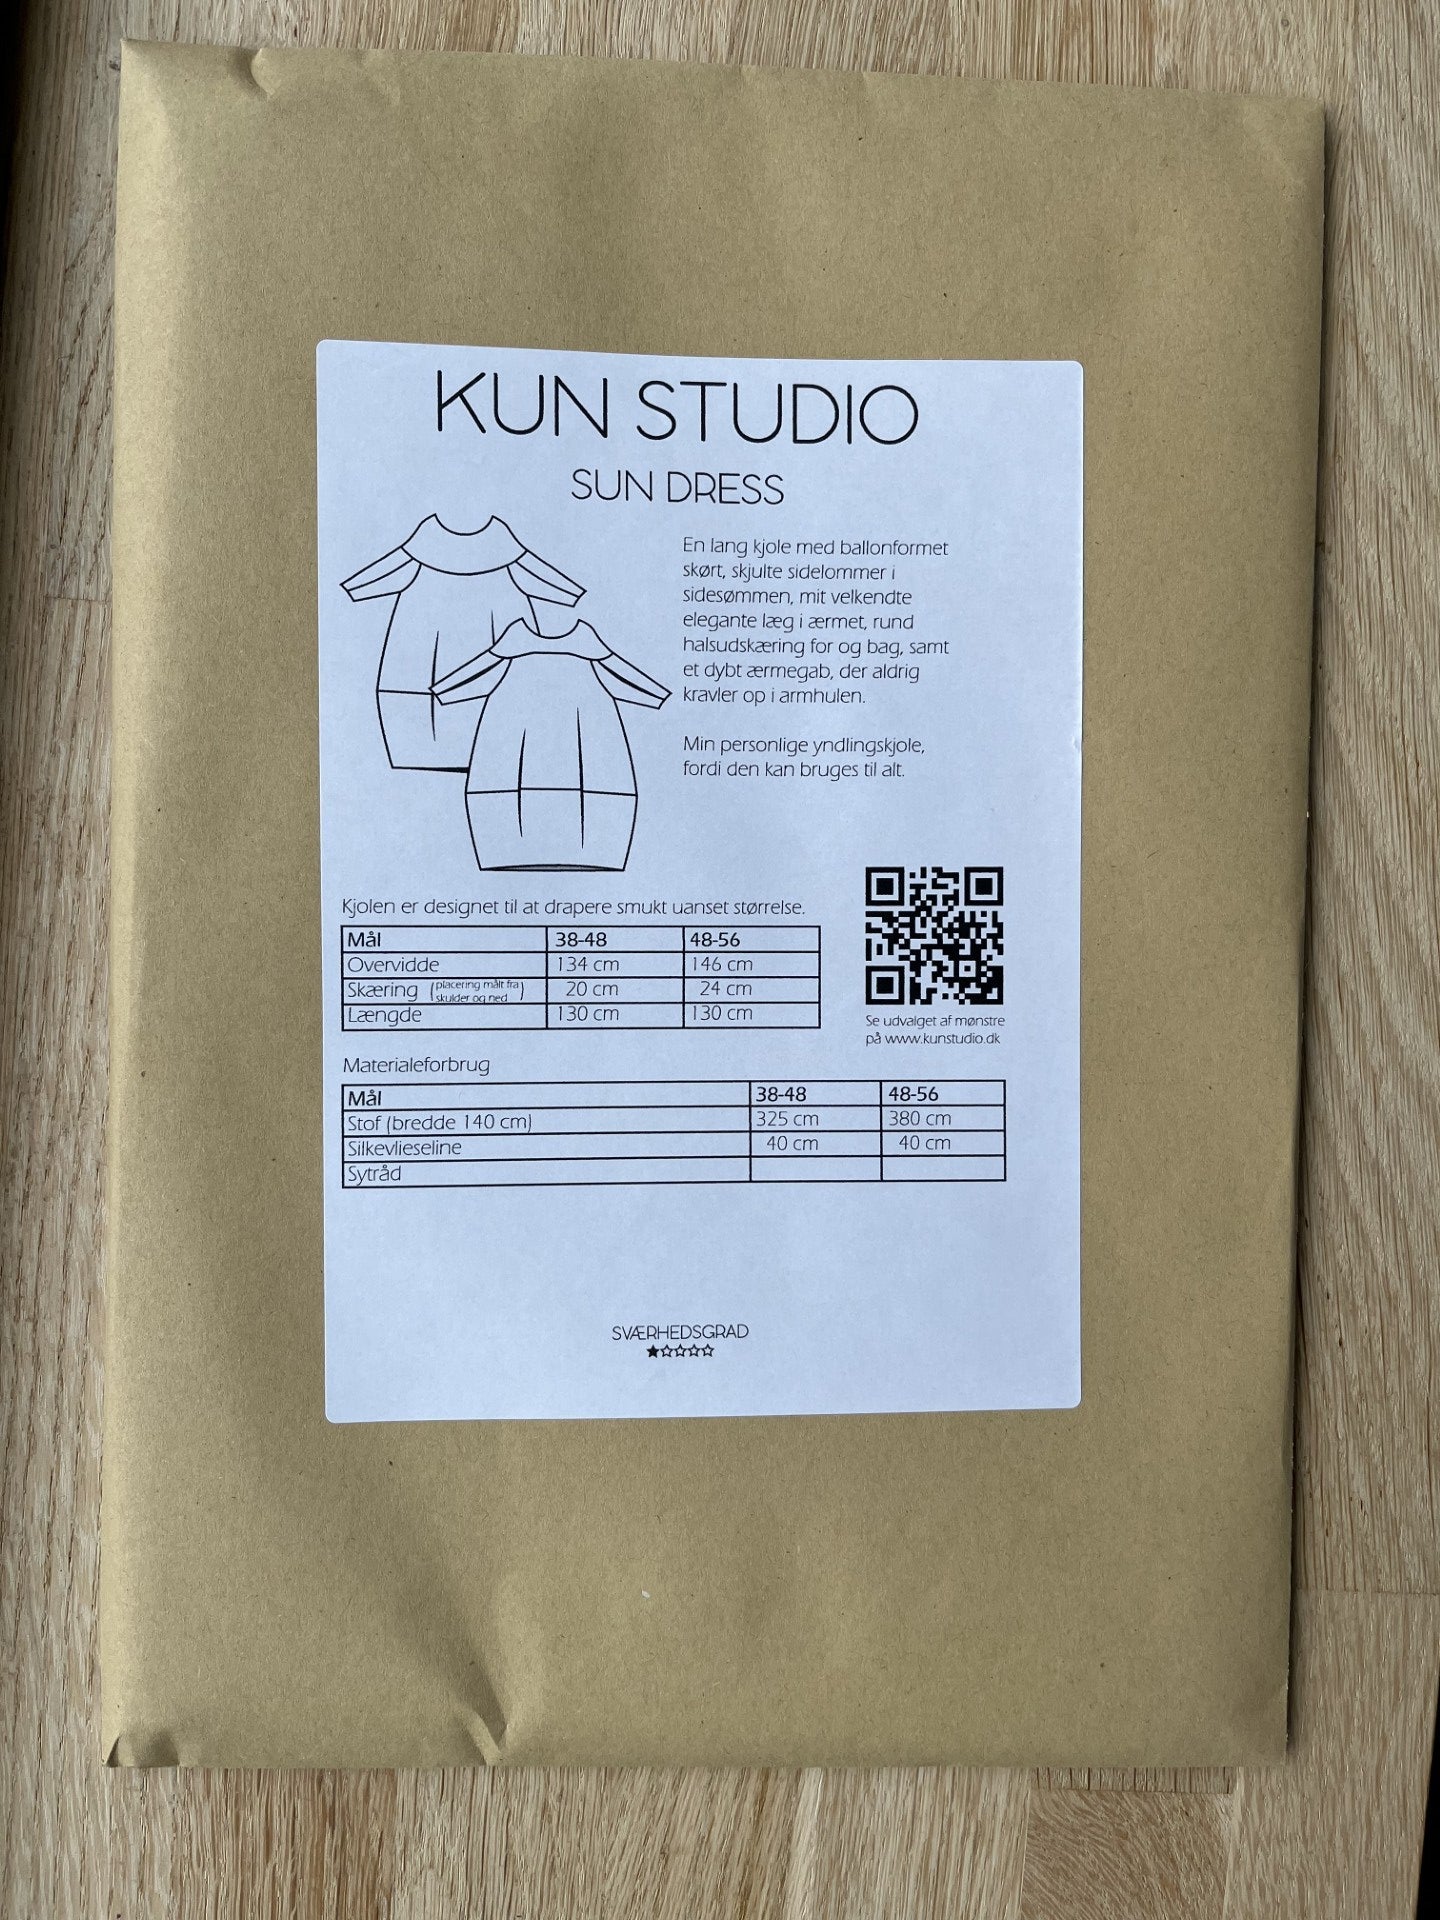 KUN STUDIO
SUN DRESS
En lang kjole med ballonformet
skørt, skjulte sidelommer i
sidesømmen, mit velkendte
elegante læg i ærmet, rund
halsudskæring for og bag, samt
et dybt ærmegab, der aldrig
kravler op i armhulen.
Min personlige yndlingskjole,
fordi den kan bruges til alt.
Kjolen er designet til at drapere smukt uanset størrelse.
Mål 38-48 48-56
Overvidde 134 cm 146 cm
Skæring (placering målt fra skulder og ned) 20 cm 24 cm
Længde 130 cm 130 cm
Se udvalget af mønstre
på www.kunstudio.dk
Materialeforbrug
Mål 38-48 48-56
Stof (bredde 140 cm) 325 cm 380 cm
Silkevlieseline 40 cm 40 cm
Sytråd
SVÆRHEDSGRAD
★☆☆☆☆